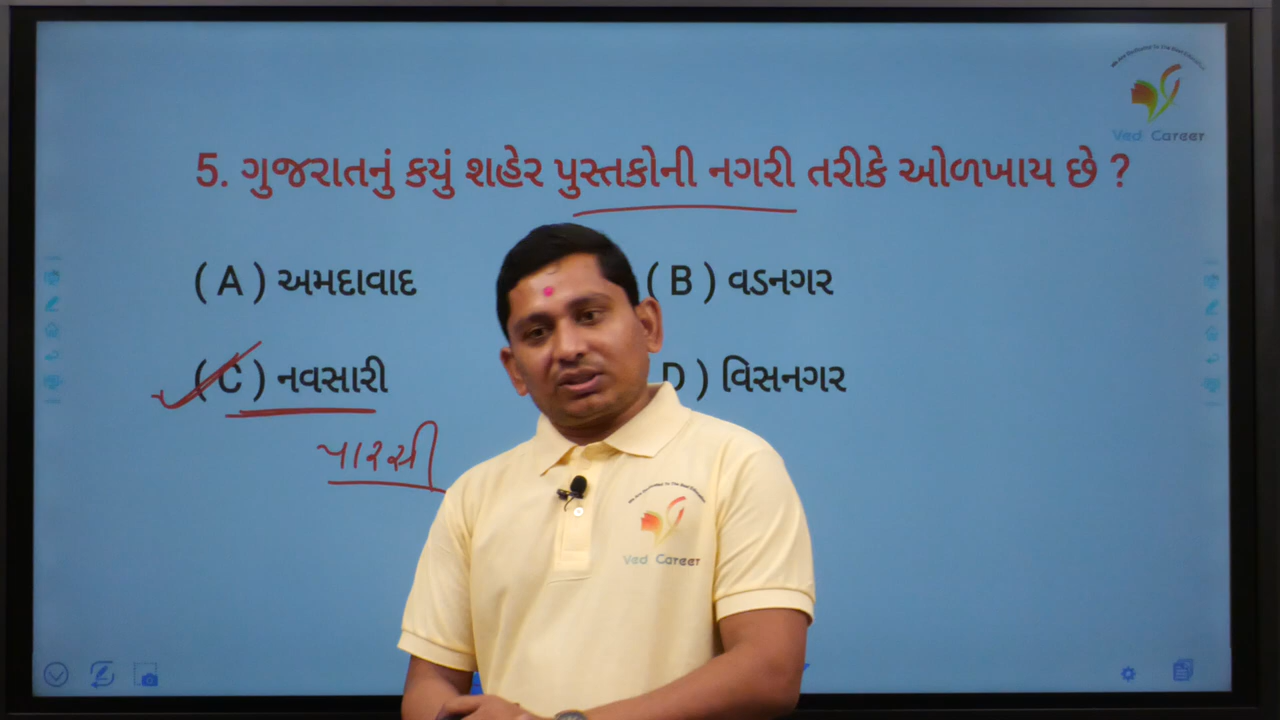 Ved Career
5. ગુજરાતનું કયું શહેર પુસ્તકોની નગરી તરીકે ઓળખાય છે ?
( A ) અમદાવાદ
( B ) વડનગર
( C ) નવસારી
D ) વિસનગર
પારસી
Ved Career